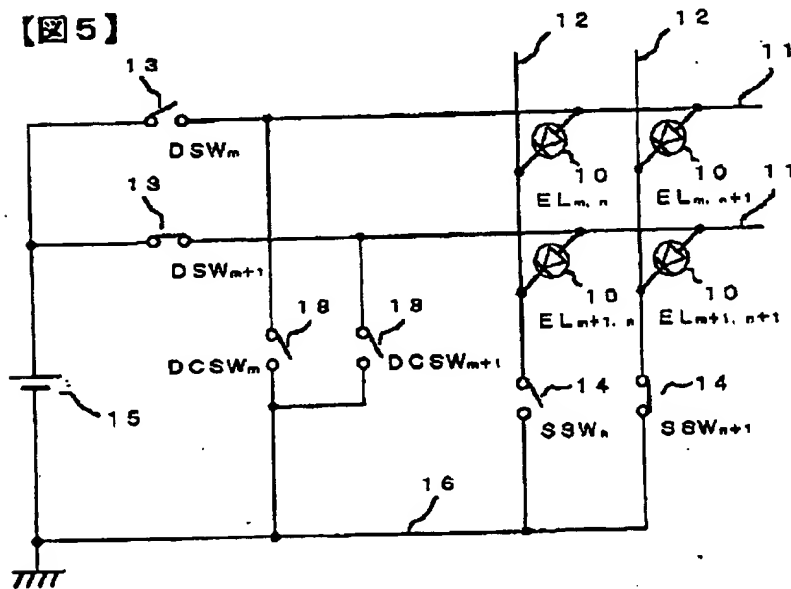 【図5】
12 12
13 11
DSWm
10 10
ELm, n ELm, n+1
13 11
DSWm+1
10 10
ELm+1, n ELm+1, n+1
18 18
DCSWm DCSWm+1
14 14
15
SSWn SSWn+1
16